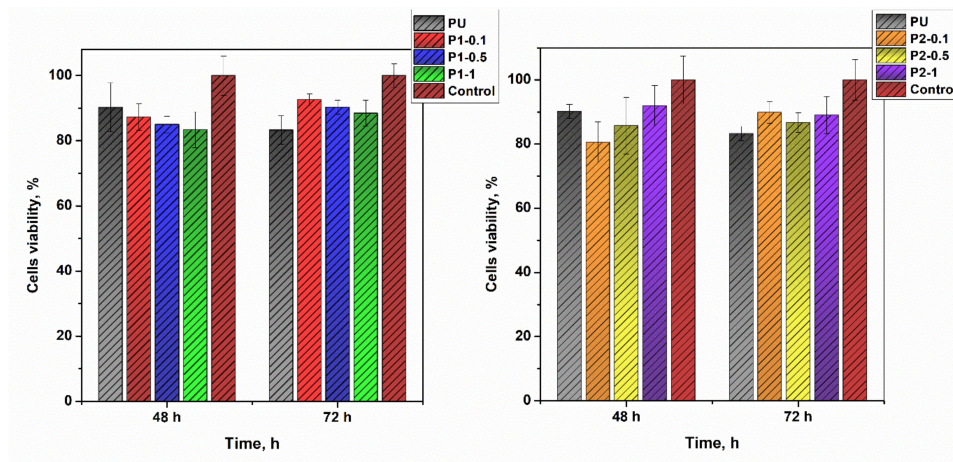 PU
P1-0.1
P1-0.5
P1-1
Control
100
80
60
40
20
0
Cells viability, %
48 h
72 h
Time, h
PU
P2-0.1
P2-0.5
P2-1
Control
100
80
60
40
20
0
Cells viability, %
48 h
72 h
Time, h